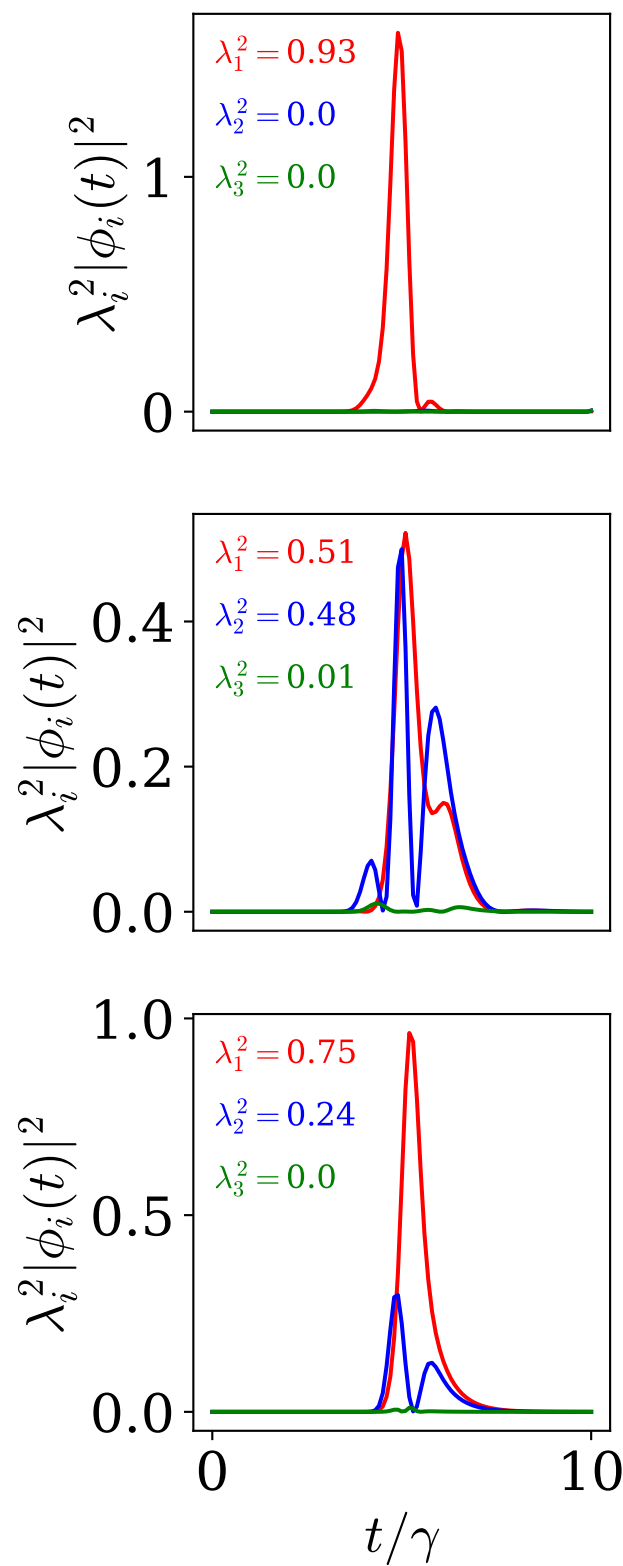 λ₁² = 0.93
λ₂² = 0.0
λ₃² = 0.0
λᵢ²|ϕᵢ(t)|²
1
0
λ₁² = 0.51
λ₂² = 0.48
λ₃² = 0.01
λᵢ²|ϕᵢ(t)|²
0.4
0.2
0.0
λ₁² = 0.75
λ₂² = 0.24
λ₃² = 0.0
λᵢ²|ϕᵢ(t)|²
1.0
0.5
0.0
0 10
t/γ